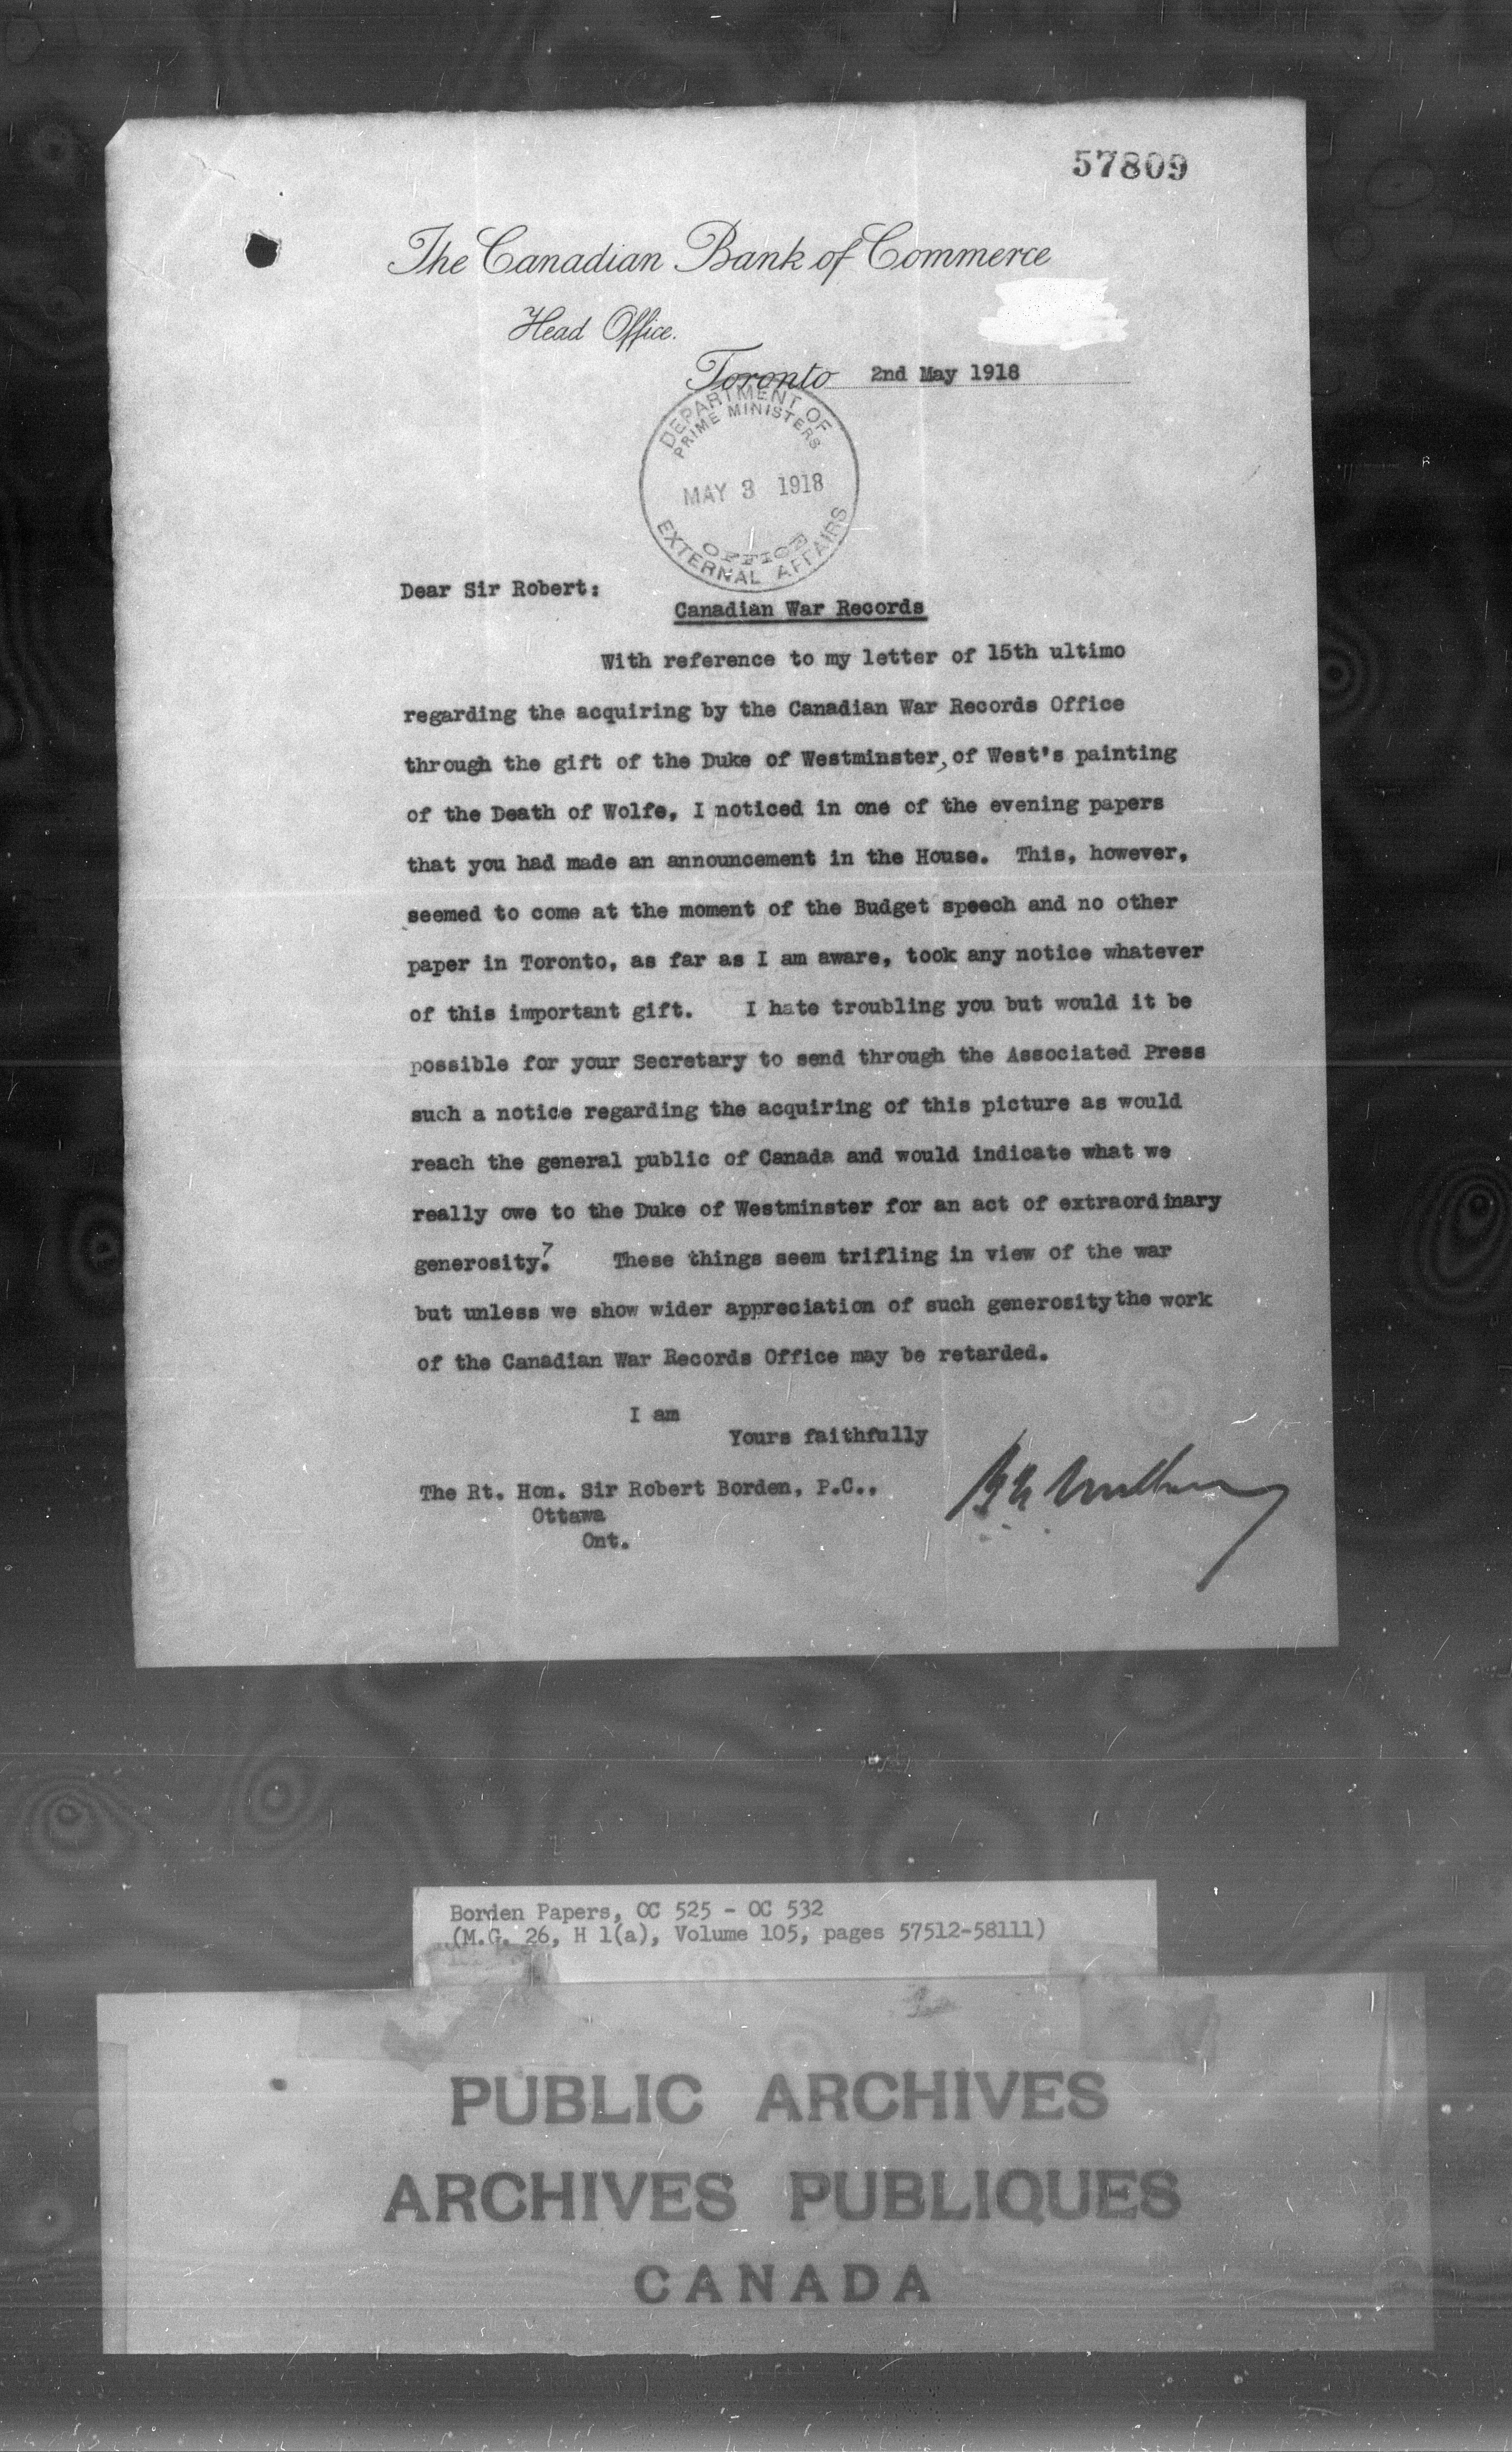 57809
The Canadian Bank of Commerce
Head Office.
Toronto 2nd May 1918
DEPARTMENT OF
PRIME MINISTERS
MAY 3 1918
OFFICE
EXTERNAL AFFAIRS
Dear Sir Robert:
Canadian War Records
With reference to my letter of 15th ultimo
regarding the acquiring by the Canadian War Records Office
through the gift of the Duke of Westminster, of West's painting
of the Death of Wolfe, I noticed in one of the evening papers
that you had made an announcement in the House. This, however,
seemed to come at the moment of the Budget speech and no other
paper in Toronto, as far as I am aware, took any notice whatever
of this important gift. I hate troubling you but would it be
possible for your Secretary to send through the Associated Press
such a notice regarding the acquiring of this picture as would
reach the general public of Canada and would indicate what we
really owe to the Duke of Westminster for an act of extraordinary
generosity? These things seem trifling in view of the war
but unless we show wider appreciation of such generosity the work
of the Canadian War Records Office may be retarded.
I am
Yours faithfully
The Rt. Hon. Sir Robert Borden, P.C.,
Ottawa
Ont.
Borden Papers, OC 525 - OC 532
(M.G. 26, H 1(a), Volume 105, pages 57512-58111)
PUBLIC ARCHIVES
ARCHIVES PUBLIQUES
CANADA